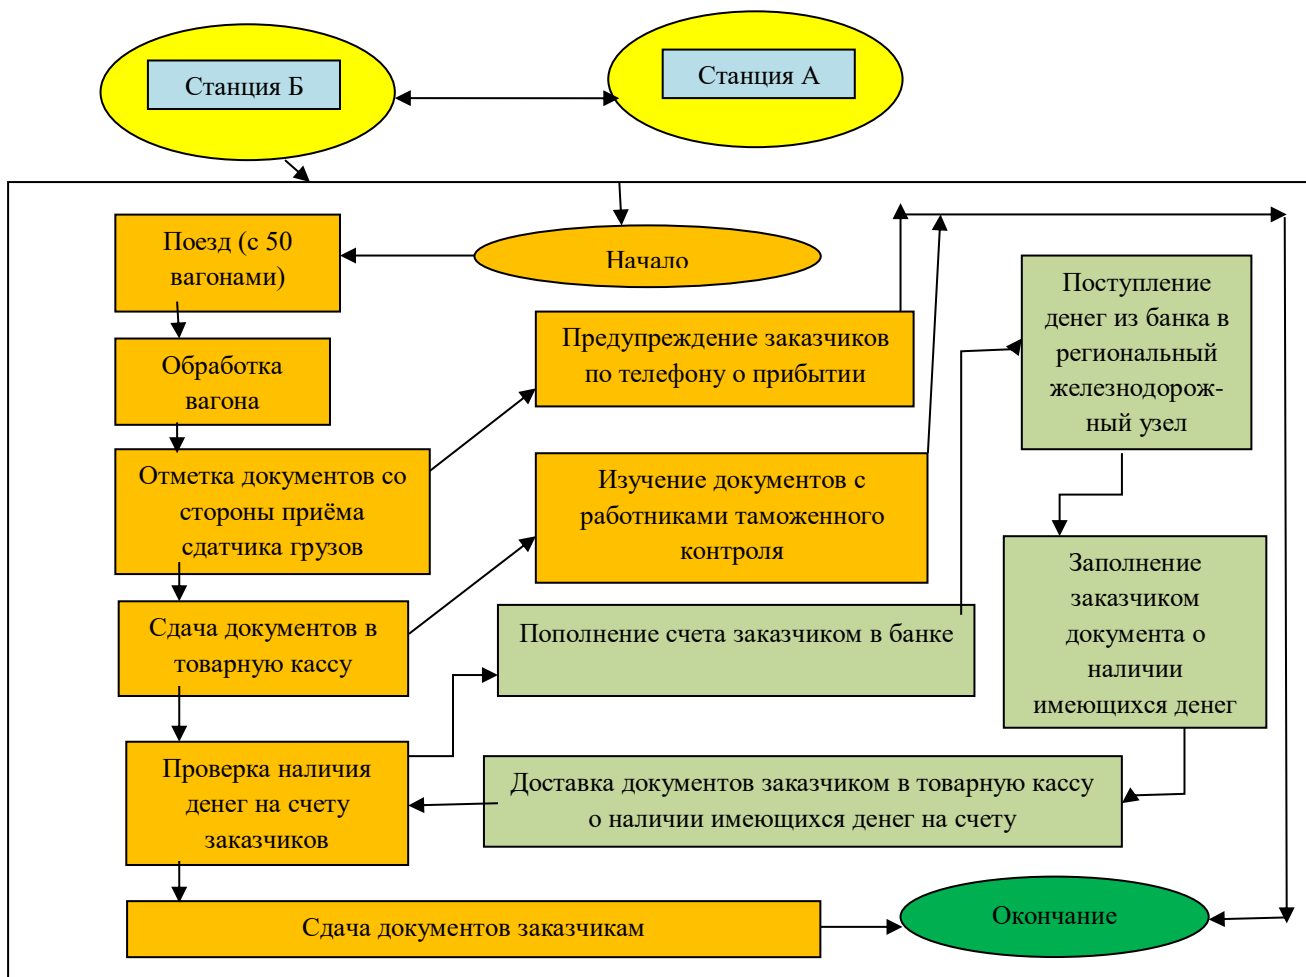 Станция Б
Станция А
Поезд (с 50
вагонами)
Начало
Поступление
денег из банка в
региональный
железнодорож-
ный узел
Предупреждение заказчиков
по телефону о прибытии
Обработка
вагона
Отметка документов со
стороны приёма
сдатчика грузов
Изучение документов с
работниками таможенного
контроля
Заполнение
заказчиком
документа о
наличии
имеющихся денег
Сдача документов в
товарную кассу
Пополнение счета заказчиком в банке
Проверка наличия
денег на счету
заказчиков
Доставка документов заказчиком в товарную кассу
о наличии имеющихся денег на счету
Сдача документов заказчикам
Окончание